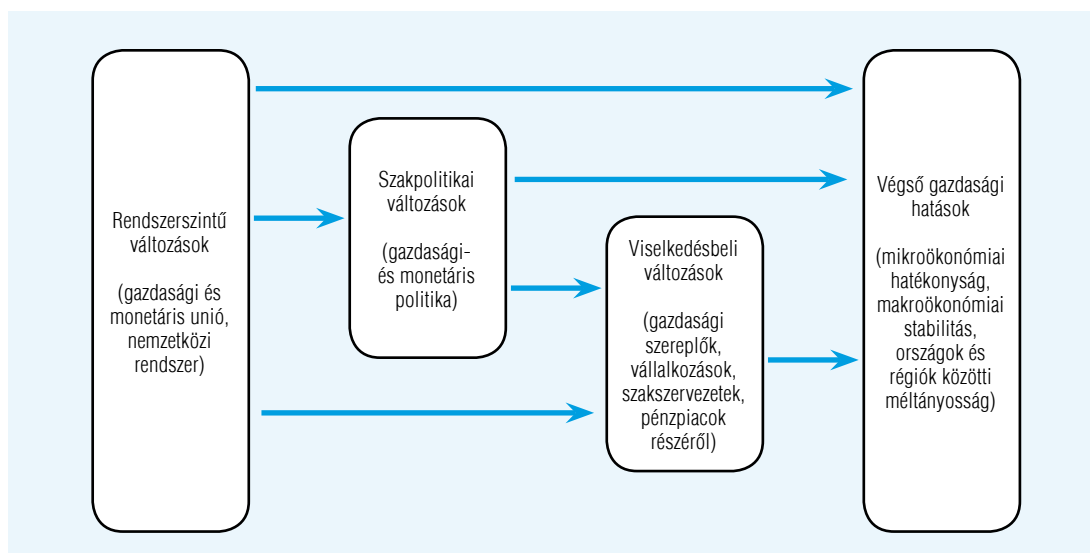 Rendszerszintű
változások
(gazdasági és
monetáris unió,
nemzetközi
rendszer)
Szakpolitikai
változások
(gazdasági-
és monetáris
politika)
Viselkedésbeli
változások
(gazdasági
szereplők,
vállalkozások,
szakszervezetek,
pénzpiacok
részéről)
Végső gazdasági
hatások
(mikroökonómiai
hatékonyság,
makroökonómiai
stabilitás,
országok és
régiók közötti
méltányosság)